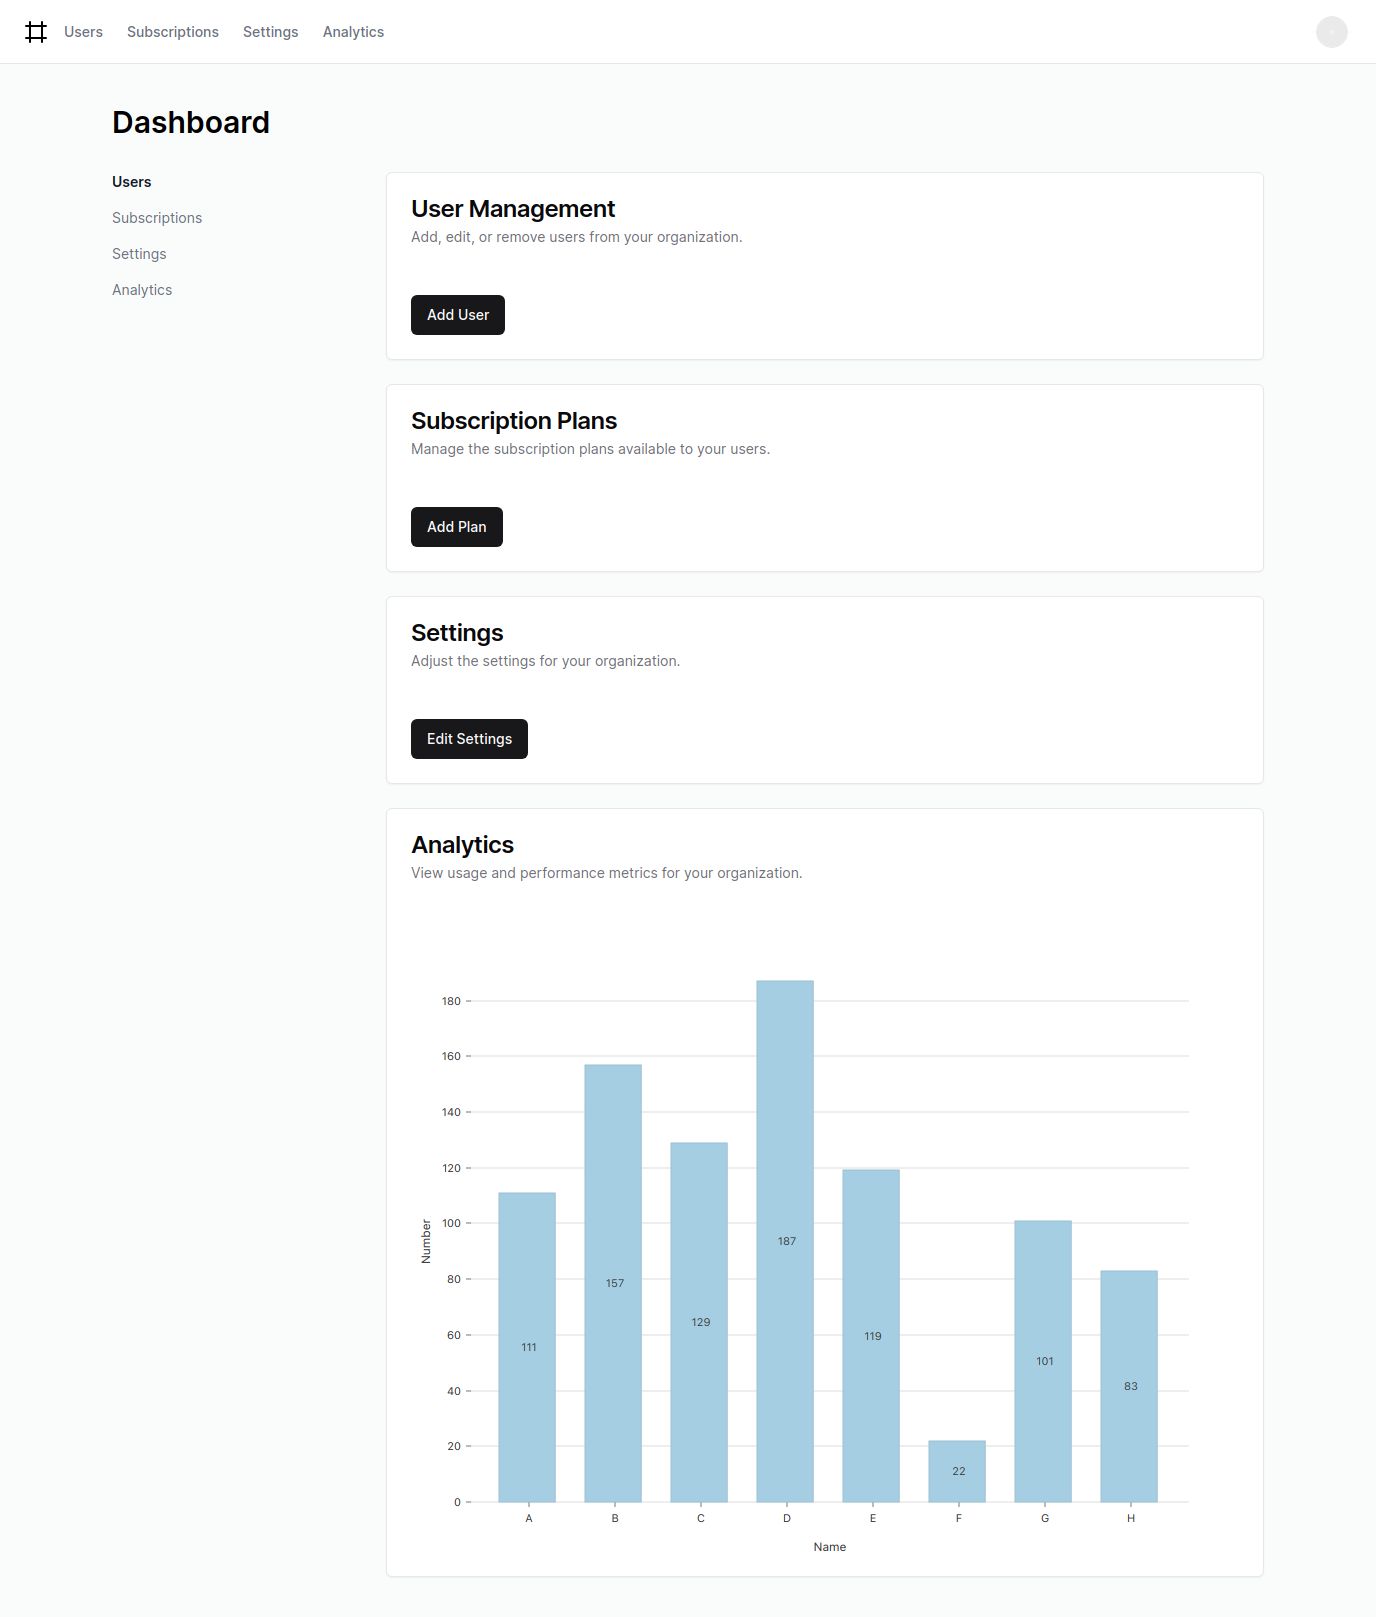 Users Subscriptions Settings Analytics
Dashboard
Users
Subscriptions
Settings
Analytics
User Management
Add, edit, or remove users from your organization.
Add User
Subscription Plans
Manage the subscription plans available to your users.
Add Plan
Settings
Adjust the settings for your organization.
Edit Settings
Analytics
View usage and performance metrics for your organization.
180
160
140
120
100
80
60
40
20
0
Number
111
157
129
187
119
22
101
83
A B C D E F G H
Name